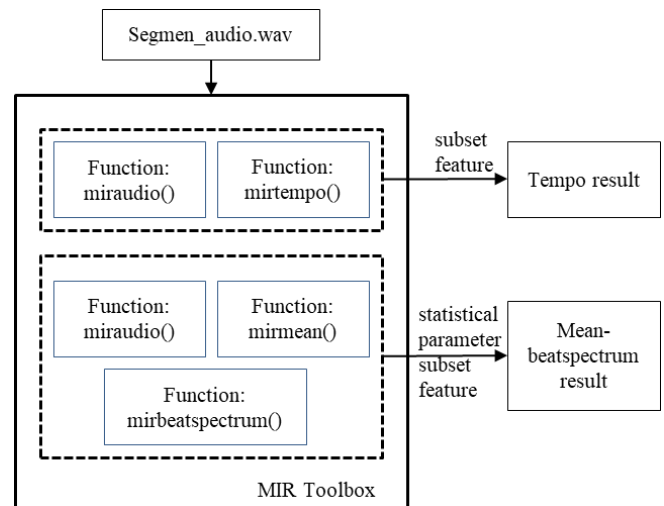 Segmen_audio.wav
Function:
miraudio()
Function:
mirtempo()
subset
feature
Tempo result
Function:
miraudio()
Function:
mirmean()
Function:
mirbeatspectrum()
statistical
parameter
subset
feature
Mean-
beatspectrum
result
MIR Toolbox